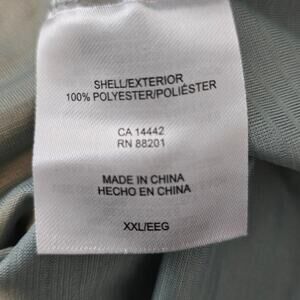 SHELL/EXTERIOR
100% POLYESTER/POLIÉSTER
CA 14442
RN 88201
MADE IN CHINA
HECHO EN CHINA
XXL/EEG